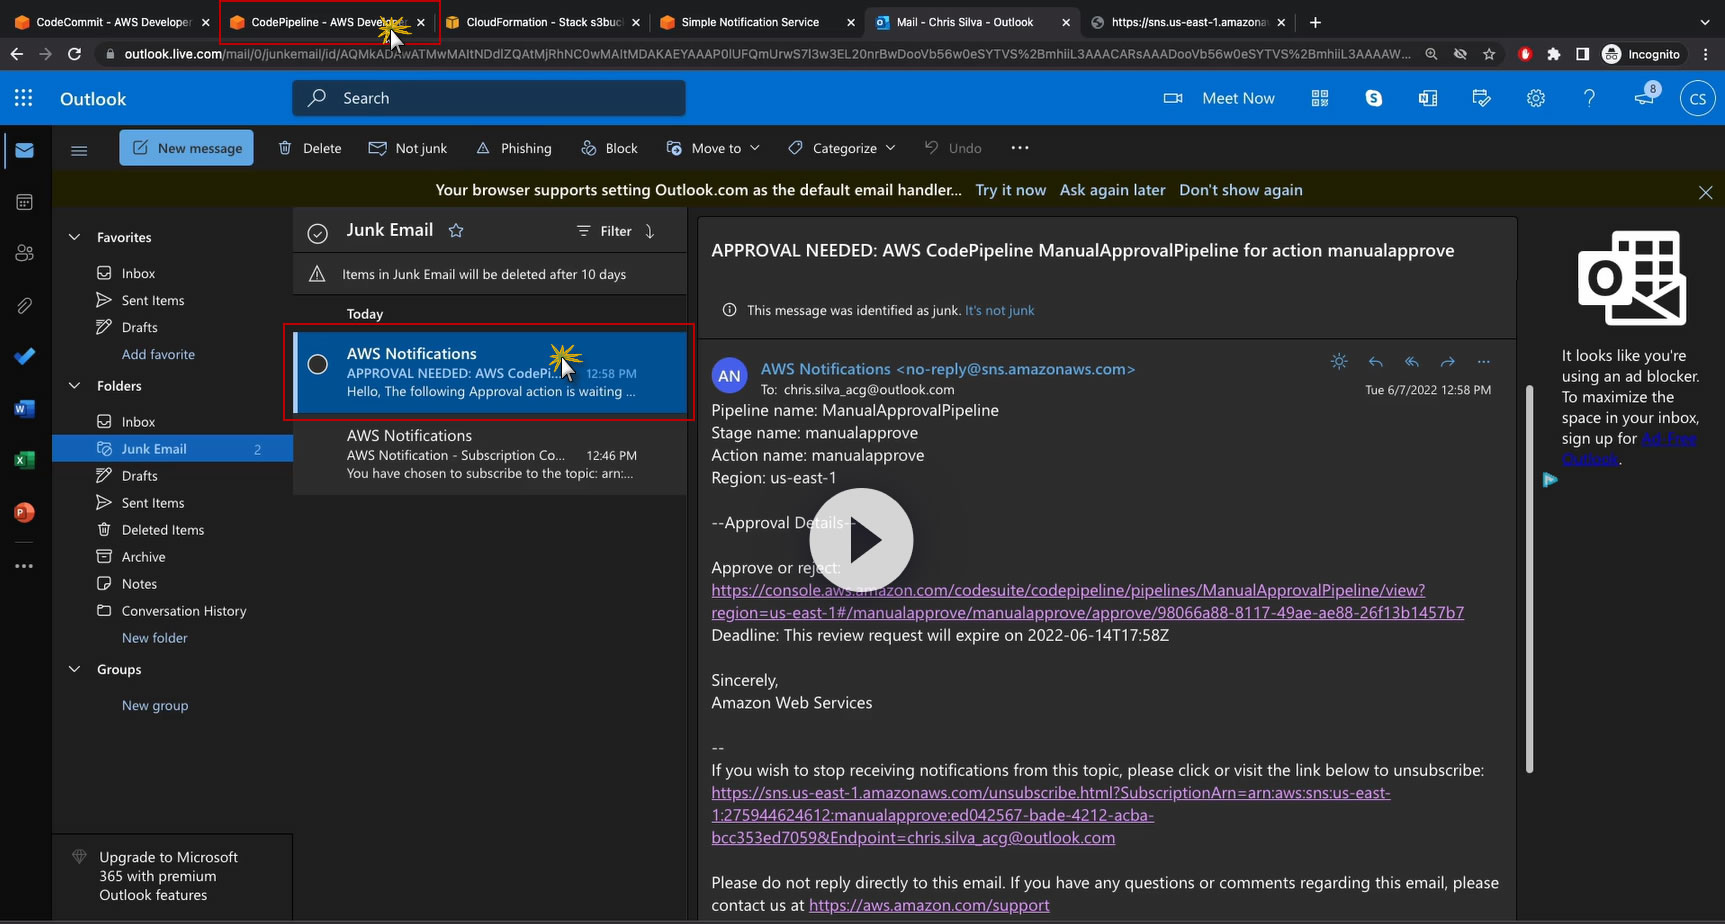 CodeCommit - AWS Developer
CodePipeline - AWS Developer
CloudFormation - Stack s3buc
Simple Notification Service
Mail - Chris Silva - Outlook
https://sns.us-east-1.amazona
Incognito
Outlook
Search
Meet Now
8
CS
New message
Delete
Not junk
Phishing
Block
Move to
Categorize
Undo
Your browser supports setting Outlook.com as the default email handler... Try it now Ask again later Don't show again
Favorites
Inbox
Sent Items
Drafts
Add favorite
Folders
Inbox
Junk Email 2
Drafts
Sent Items
Deleted Items
Archive
Notes
Conversation History
New folder
Groups
New group
Upgrade to Microsoft
365 with premium
Outlook features
Junk Email
Filter
Items in Junk Email will be deleted after 10 days
Today
AWS Notifications
APPROVAL NEEDED: AWS CodePi... 12:58 PM
Hello, The following Approval action is waiting ...
AWS Notifications
AWS Notification - Subscription Co... 12:46 PM
You have chosen to subscribe to the topic: arn:...
APPROVAL NEEDED: AWS CodePipeline ManualApprovalPipeline for action manualapprove
This message was identified as junk. It's not junk
AN
AWS Notifications <no-reply@sns.amazonaws.com>
To: chris.silva_acg@outlook.com
Tue 6/7/2022 12:58 PM
Pipeline name: ManualApprovalPipeline
Stage name: manualapprove
Action name: manualapprove
Region: us-east-1
--Approval Details--
Approve or reject:
https://console.aws.amazon.com/codesuite/codepipeline/pipelines/ManualApprovalPipeline/view?
region=us-east-1#/manualapprove/manualapprove/approve/98066a88-8117-49ae-ae88-26f13b1457b7
Deadline: This review request will expire on 2022-06-14T17:58Z
Sincerely,
Amazon Web Services
--
If you wish to stop receiving notifications from this topic, please click or visit the link below to unsubscribe:
https://sns.us-east-1.amazonaws.com/unsubscribe.html?SubscriptionArn=arn:aws:sns:us-east-
1:275944624612:manualapprove:ed042567-bade-4212-acba-
bcc353ed7059&Endpoint=chris.silva_acg@outlook.com
Please do not reply directly to this email. If you have any questions or comments regarding this email, please
contact us at https://aws.amazon.com/support
It looks like you're
using an ad blocker.
To maximize the
space in your inbox,
sign up for Ad-Free
Outlook.